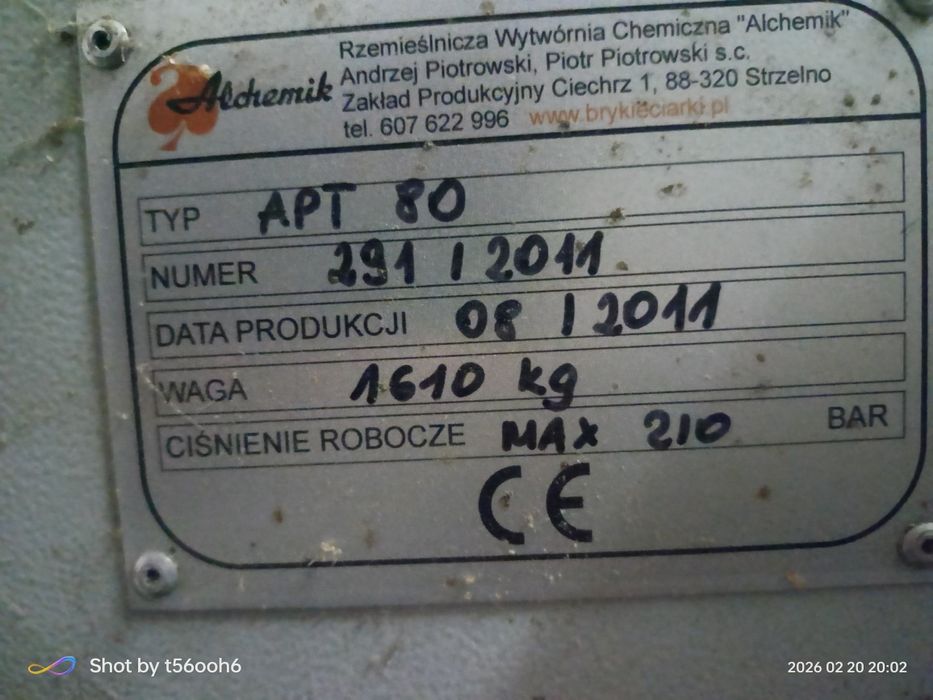 Alchemik
Rzemieślnicza Wytwórnia Chemiczna "Alchemik"
Andrzej Piotrowski, Piotr Piotrowski s.c.
Zakład Produkcyjny Ciechrz 1, 88-320 Strzelno
tel. 607 622 996 www.brykieciarki.pl
TYP APT 80
NUMER 291 / 2011
DATA PRODUKCJI 08 / 2011
WAGA 1610 kg
CIŚNIENIE ROBOCZE MAX 210 BAR
CE
Shot by t56ooh6 2026 02 20 20:02